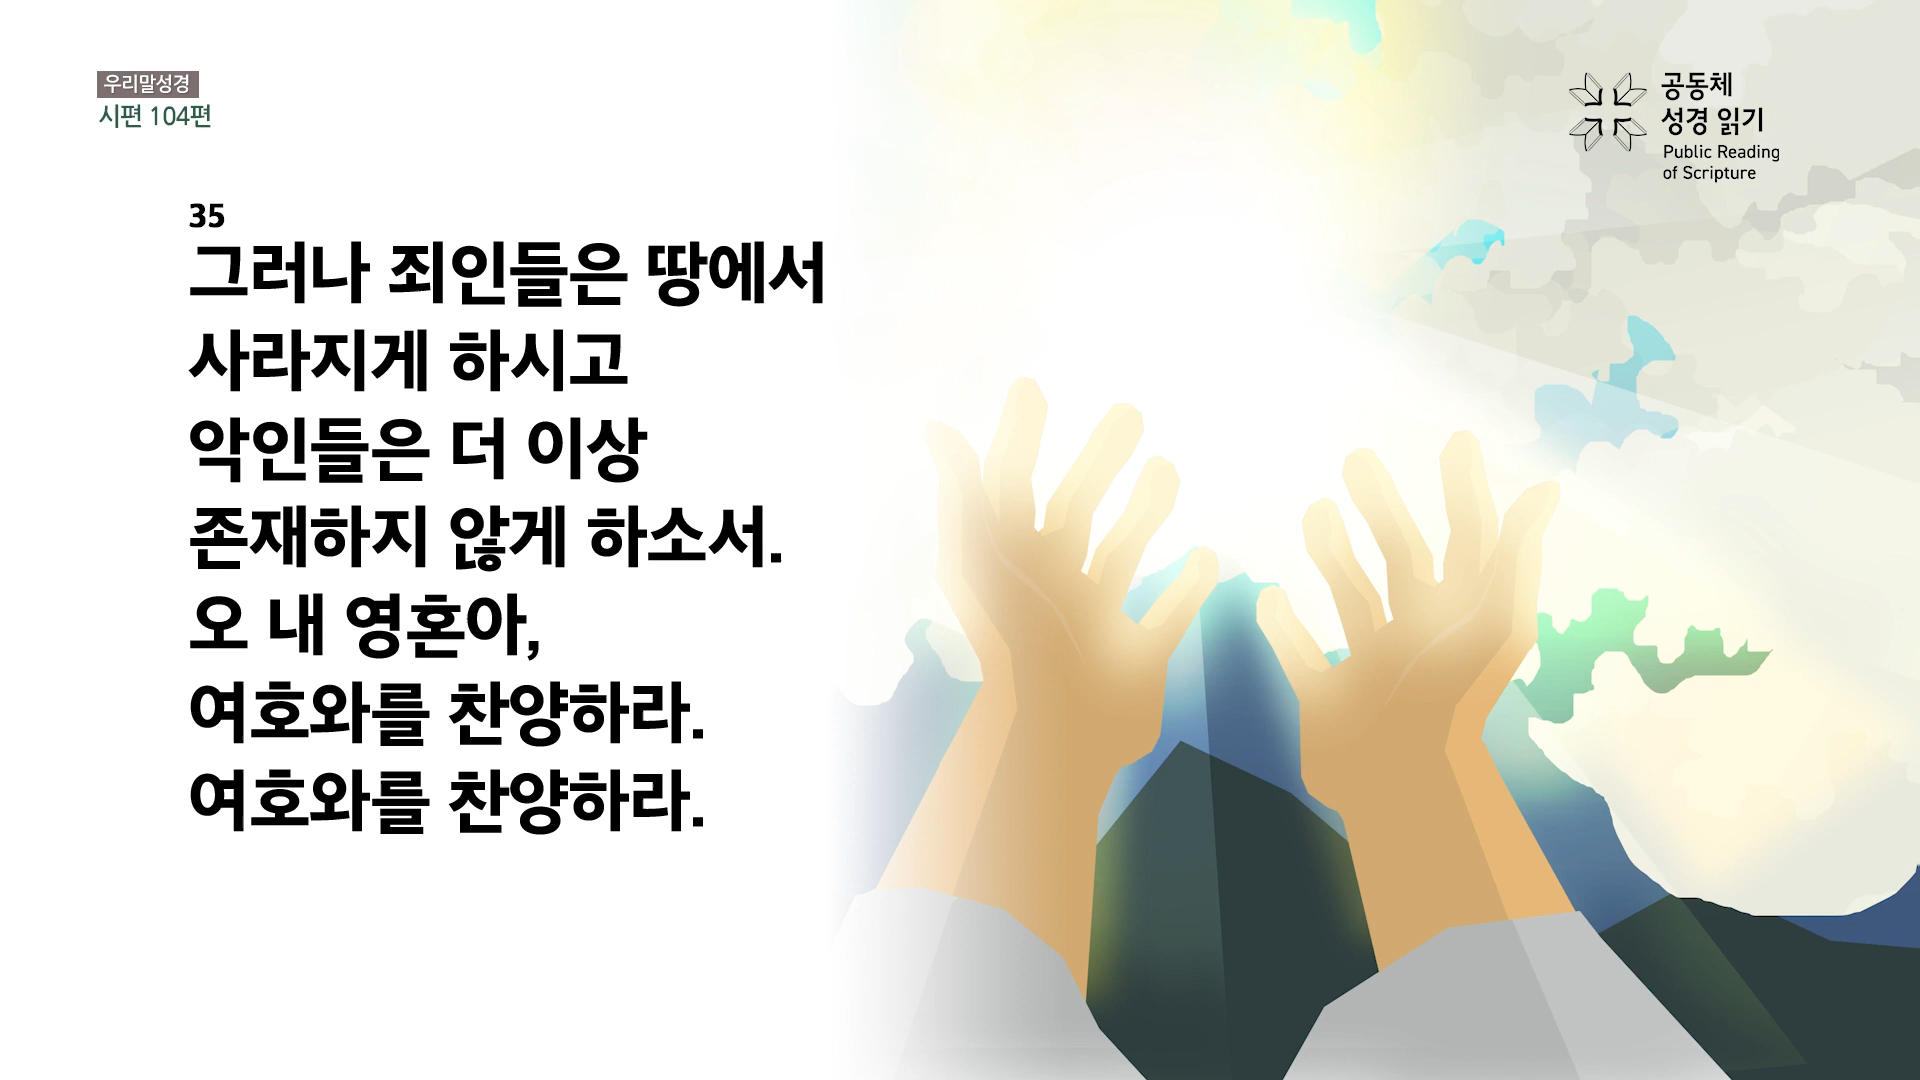 우리말성경
시편 104편
공동체
성경 읽기
Public Reading
of Scripture
35
그러나 죄인들은 땅에서
사라지게 하시고
악인들은 더 이상
존재하지 않게 하소서.
오 내 영혼아,
여호와를 찬양하라.
여호와를 찬양하라.